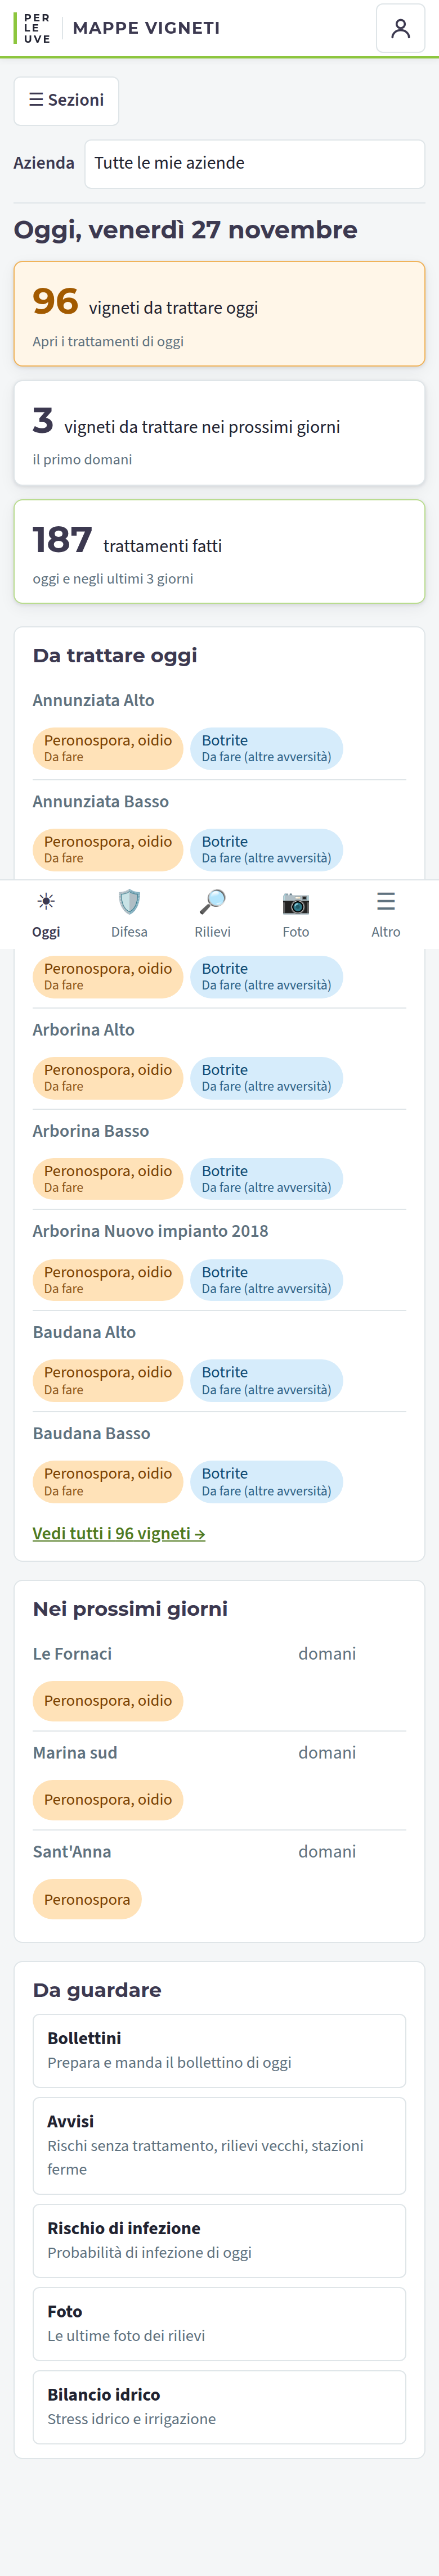 PER
LE
UVE
MAPPE VIGNETI
☰ Sezioni
Azienda
Tutte le mie aziende
Oggi, venerdì 27 novembre
96 vigneti da trattare oggi
Apri i trattamenti di oggi
3 vigneti da trattare nei prossimi giorni
il primo domani
187 trattamenti fatti
oggi e negli ultimi 3 giorni
Da trattare oggi
Annunziata Alto
Peronospora, oidio
Da fare
Botrite
Da fare (altre avversità)
Annunziata Basso
Peronospora, oidio
Da fare
Botrite
Da fare (altre avversità)
Oggi
Difesa
Rilievi
Foto
Altro
Peronospora, oidio
Da fare
Botrite
Da fare (altre avversità)
Arborina Alto
Peronospora, oidio
Da fare
Botrite
Da fare (altre avversità)
Arborina Basso
Peronospora, oidio
Da fare
Botrite
Da fare (altre avversità)
Arborina Nuovo impianto 2018
Peronospora, oidio
Da fare
Botrite
Da fare (altre avversità)
Baudana Alto
Peronospora, oidio
Da fare
Botrite
Da fare (altre avversità)
Baudana Basso
Peronospora, oidio
Da fare
Botrite
Da fare (altre avversità)
Vedi tutti i 96 vigneti →
Nei prossimi giorni
Le Fornaci
domani
Peronospora, oidio
Marina sud
domani
Peronospora, oidio
Sant'Anna
domani
Peronospora
Da guardare
Bollettini
Prepara e manda il bollettino di oggi
Avvisi
Rischi senza trattamento, rilievi vecchi, stazioni
ferme
Rischio di infezione
Probabilità di infezione di oggi
Foto
Le ultime foto dei rilievi
Bilancio idrico
Stress idrico e irrigazione